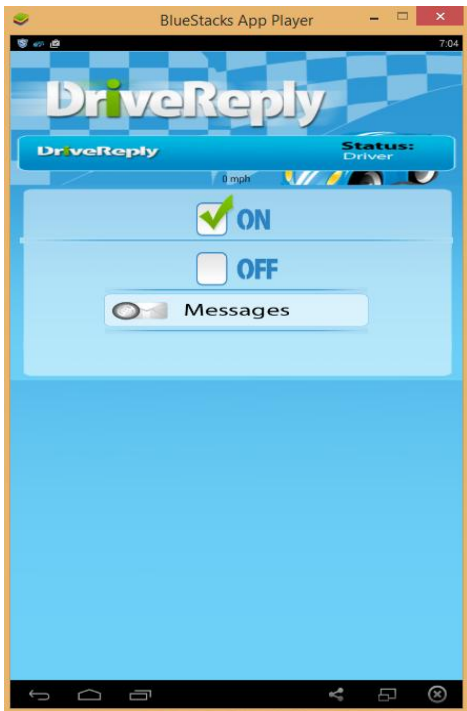 BlueStacks App Player
7:04
DriveReply
DriveReply
Status:
Driver
0 mph
ON
OFF
Messages